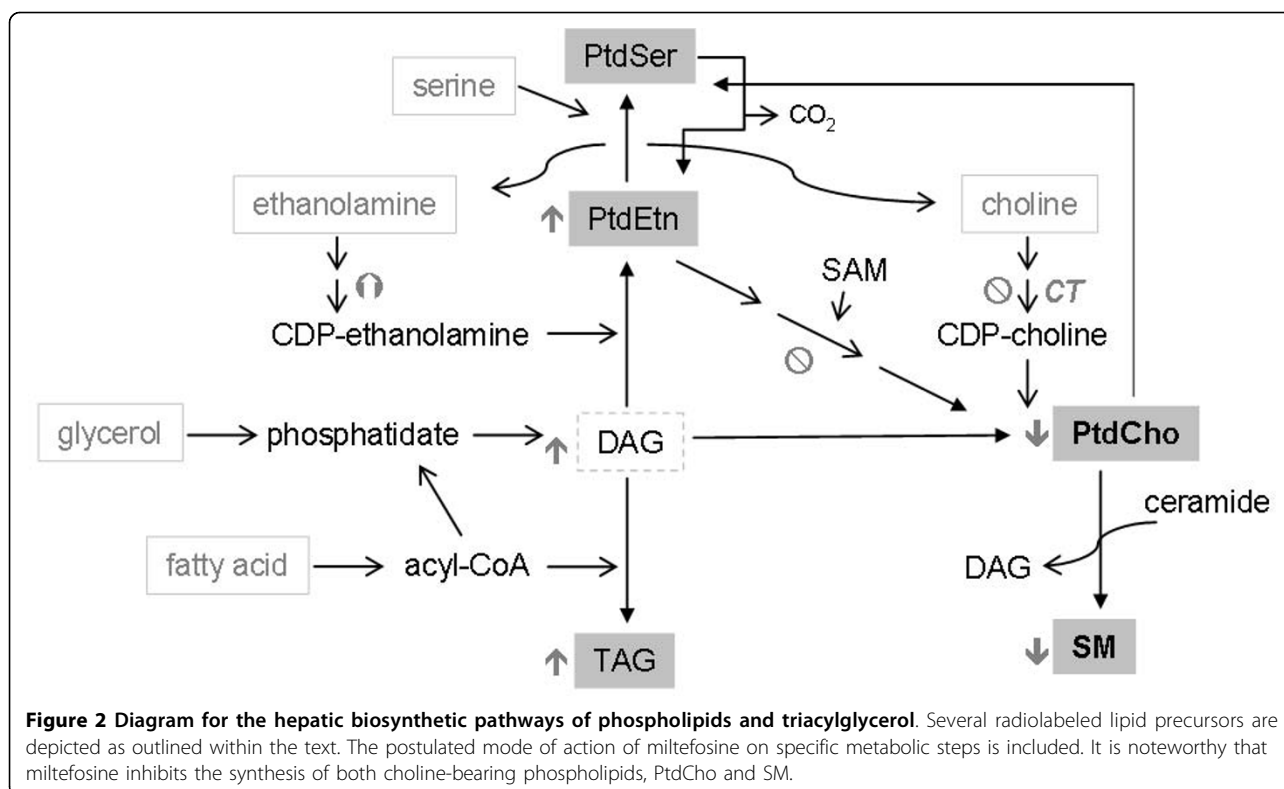 PtdSer
serine
CO2
ethanolamine
PtdEtn
choline
SAM
CT
CDP-ethanolamine
CDP-choline
glycerol
phosphatidate
DAG
PtdCho
ceramide
fatty acid
acyl-CoA
DAG
TAG
SM
Figure 2 Diagram for the hepatic biosynthetic pathways of phospholipids and triacylglycerol. Several radiolabeled lipid precursors are
depicted as outlined within the text. The postulated mode of action of miltefosine on specific metabolic steps is included. It is noteworthy that
miltefosine inhibits the synthesis of both choline-bearing phospholipids, PtdCho and SM.